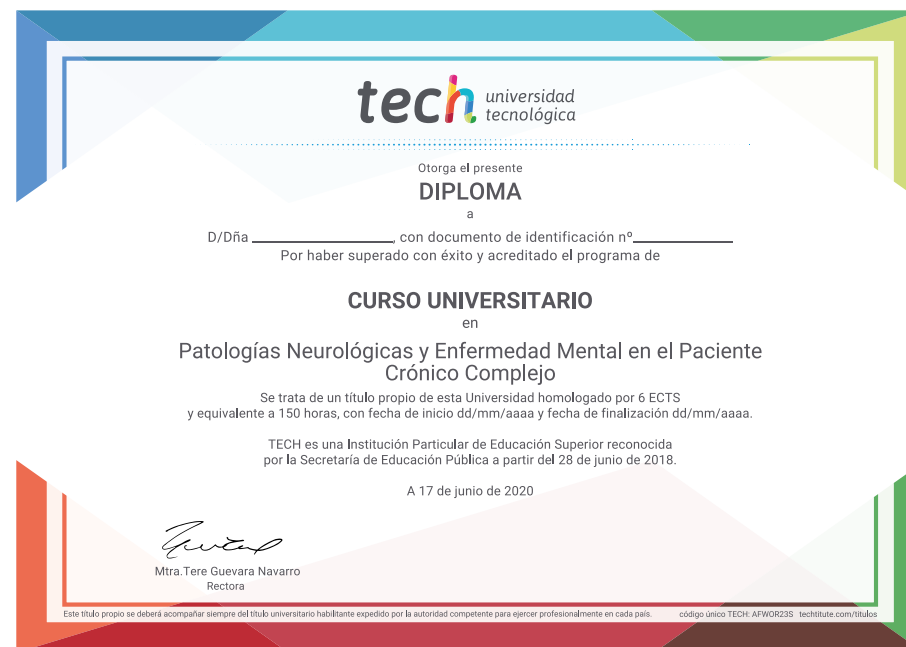 tech universidad
tecnológica
Otorga el presente
DIPLOMA
a
D/Dña ____________________, con documento de identificación nº______________
Por haber superado con éxito y acreditado el programa de
CURSO UNIVERSITARIO
en
Patologías Neurológicas y Enfermedad Mental en el Paciente
Crónico Complejo
Se trata de un título propio de esta Universidad homologado por 6 ECTS
y equivalente a 150 horas, con fecha de inicio dd/mm/aaaa y fecha de finalización dd/mm/aaaa.
TECH es una Institución Particular de Educación Superior reconocida
por la Secretaría de Educación Pública a partir del 28 de junio de 2018.
A 17 de junio de 2020
Mtra.Tere Guevara Navarro
Rectora
Este título propio se deberá acompañar siempre del título universitario habilitante expedido por la autoridad competente para ejercer profesionalmente en cada país. código único TECH: AFWOR23S techtitute.com/títulos